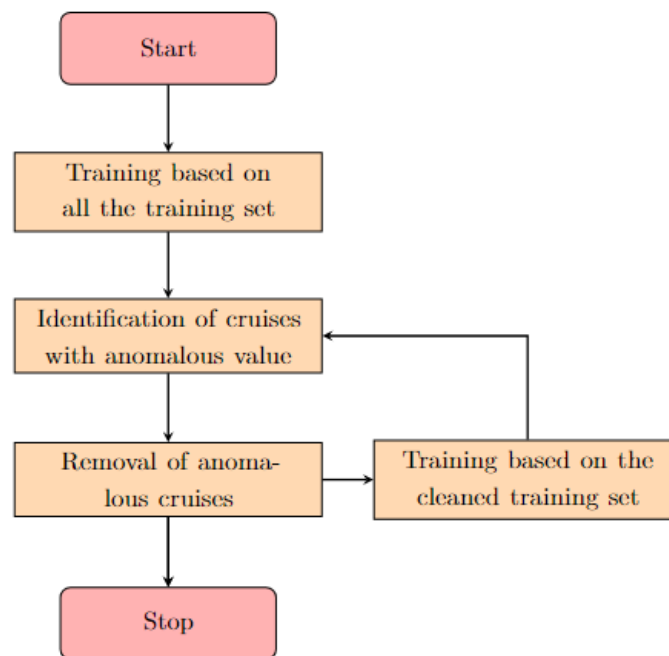 Start
Training based on
all the training set
Identification of cruises
with anomalous value
Removal of anoma-
lous cruises
Training based on the
cleaned training set
Stop